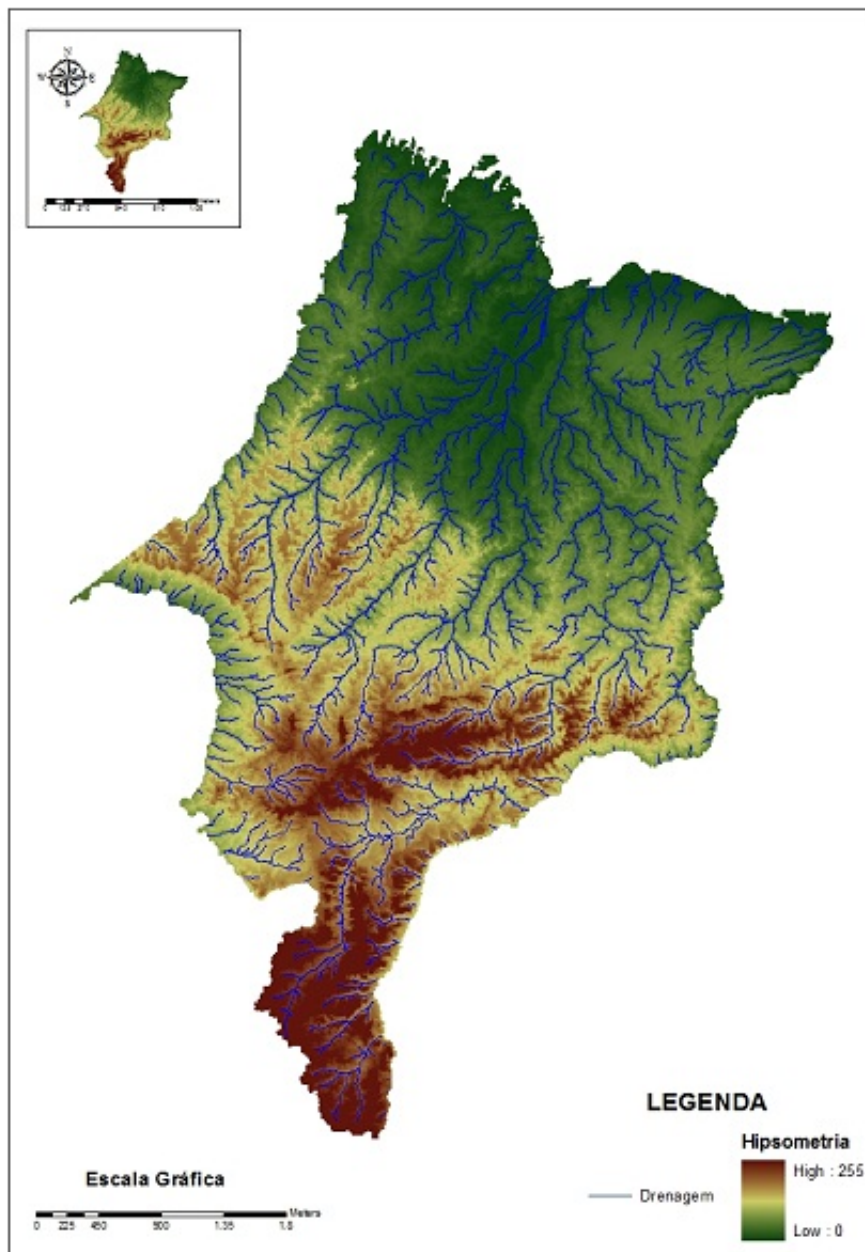 N
W
E
S
LEGENDA
Hipsometria
High : 255
Drenagem
Low : 0
Escala Gráfica
Meters
0 225 450 900 1.35 1.8